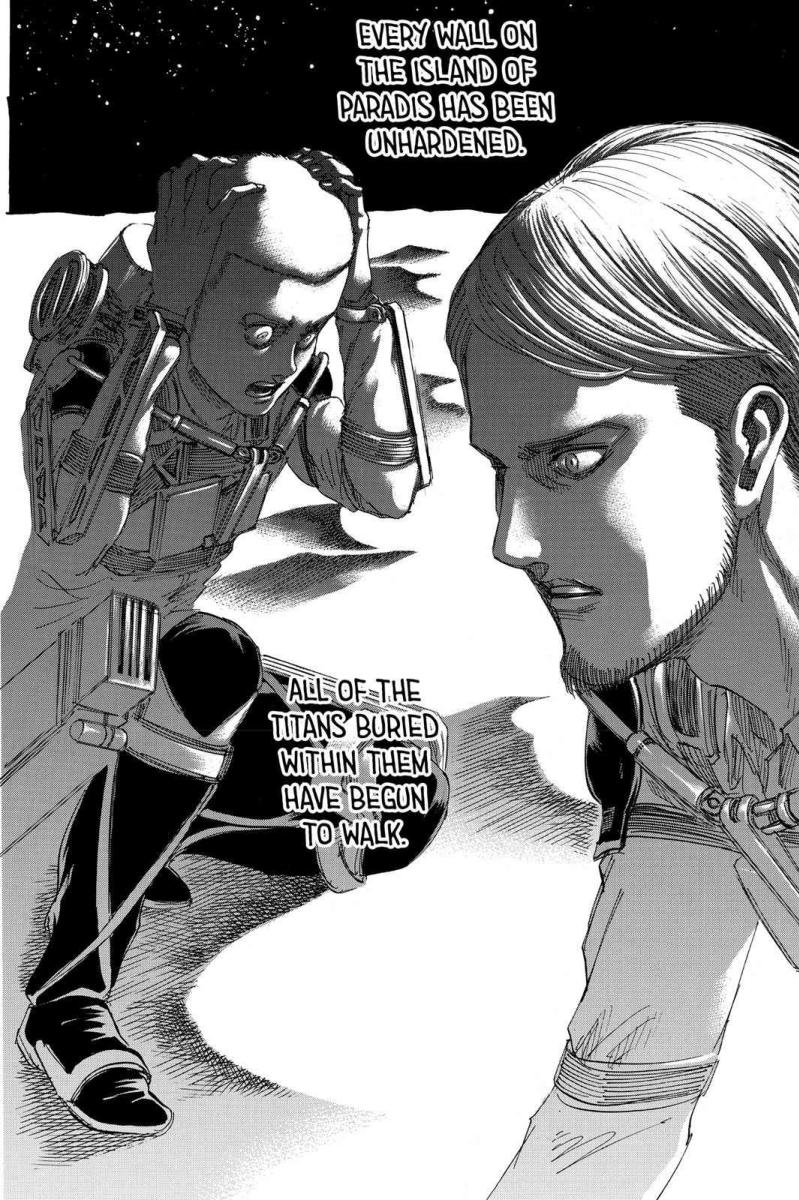 EVERY WALL ON
THE ISLAND OF
PARADIS HAS BEEN
UNHARDENED.
ALL OF THE
TITANS BURIED
WITHIN THEM
HAVE BEGUN
TO WALK.